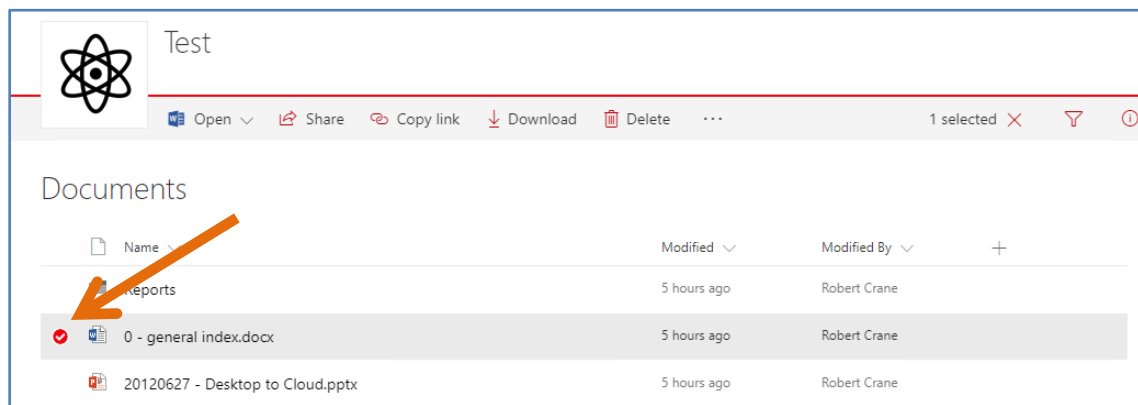 Test
Open Share Copy link Download Delete ... 1 selected
Documents
Name Modified Modified By
Reports 5 hours ago Robert Crane
0 - general index.docx 5 hours ago Robert Crane
20120627 - Desktop to Cloud.pptx 5 hours ago Robert Crane